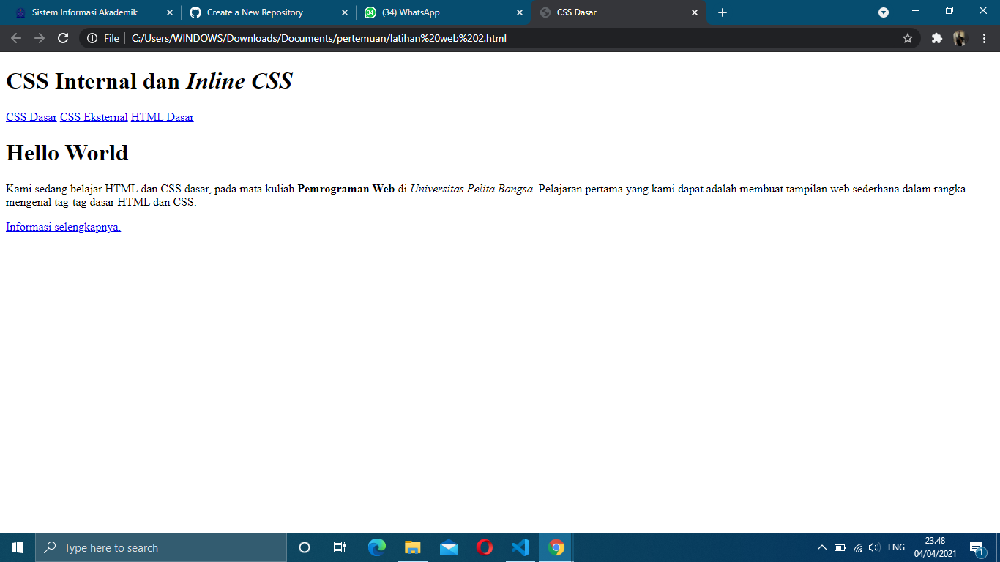 Sistem Informasi Akademik
Create a New Repository
34
(34) WhatsApp
CSS Dasar
File
C:/Users/WINDOWS/Downloads/Documents/pertemuan/latihan%20web%202.html
CSS Internal dan Inline CSS
CSS Dasar CSS Eksternal HTML Dasar
Hello World
Kami sedang belajar HTML dan CSS dasar, pada mata kuliah Pemrograman Web di Universitas Pelita Bangsa. Pelajaran pertama yang kami dapat adalah membuat tampilan web sederhana dalam rangka
mengenal tag-tag dasar HTML dan CSS.
Informasi selengkapnya.
Type here to search
ENG
23.48
04/04/2021
1